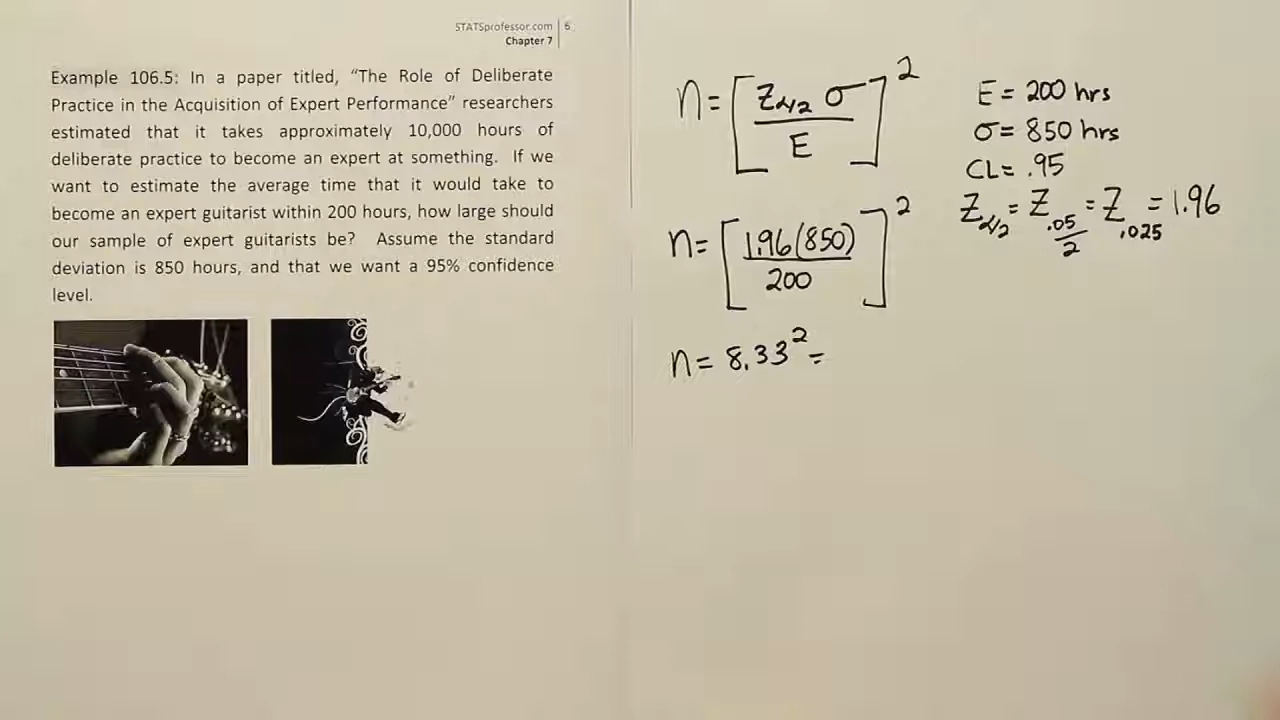 STATSprofessor.com | 6
Chapter 7
Example 106.5: In a paper titled, “The Role of Deliberate
Practice in the Acquisition of Expert Performance” researchers
estimated that it takes approximately 10,000 hours of
deliberate practice to become an expert at something. If we
want to estimate the average time that it would take to
become an expert guitarist within 200 hours, how large should
our sample of expert guitarists be? Assume the standard
deviation is 850 hours, and that we want a 95% confidence
level.
n = [Z_{α/2} σ / E]^2
n = [1.96(850) / 200]^2
n = 8.33^2 =
E = 200 hrs
σ = 850 hrs
CL = .95
Z_{α/2} = Z_{.05/2} = Z_{.025} = 1.96